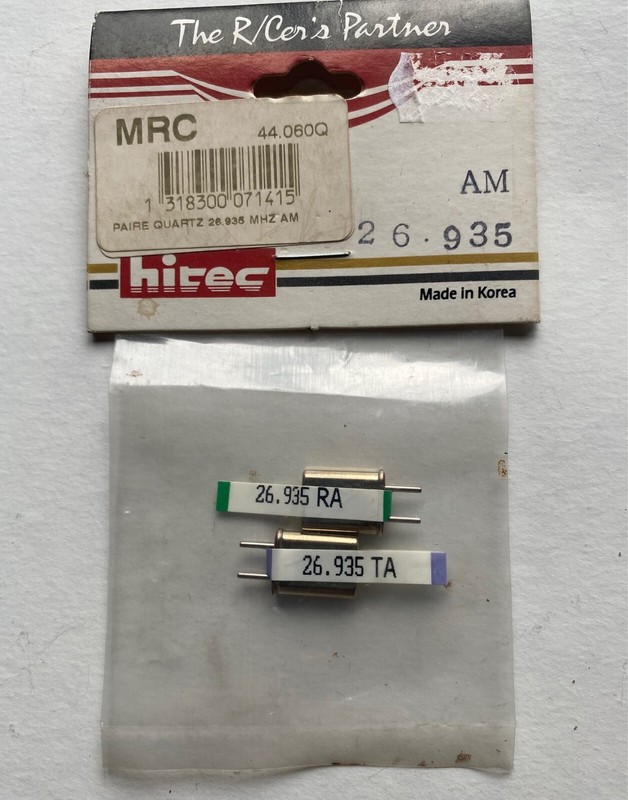 The R/Cer's Partner
MRC 44.060Q
1 318300 071415
PAIRE QUARTZ 26.935 MHZ AM
AM
26.935
hitec
Made in Korea
26.935 RA
26.935 TA